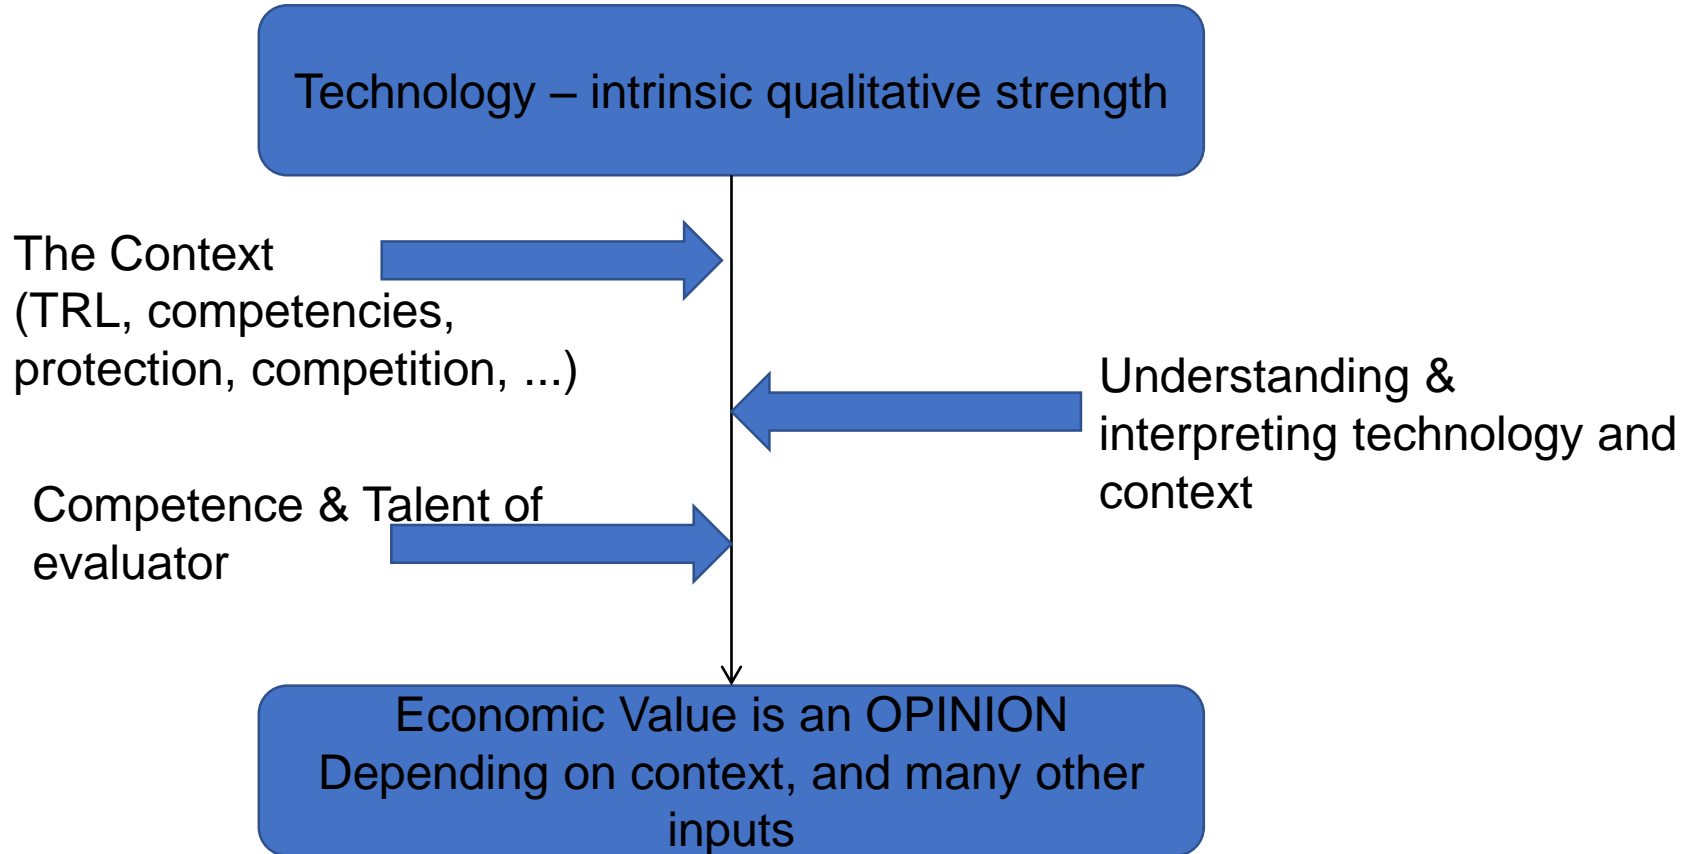 Technology – intrinsic qualitative strength
The Context
(TRL, competencies,
protection, competition, ...)
Understanding &
interpreting technology and
context
Competence & Talent of
evaluator
Economic Value is an OPINION
Depending on context, and many other
inputs